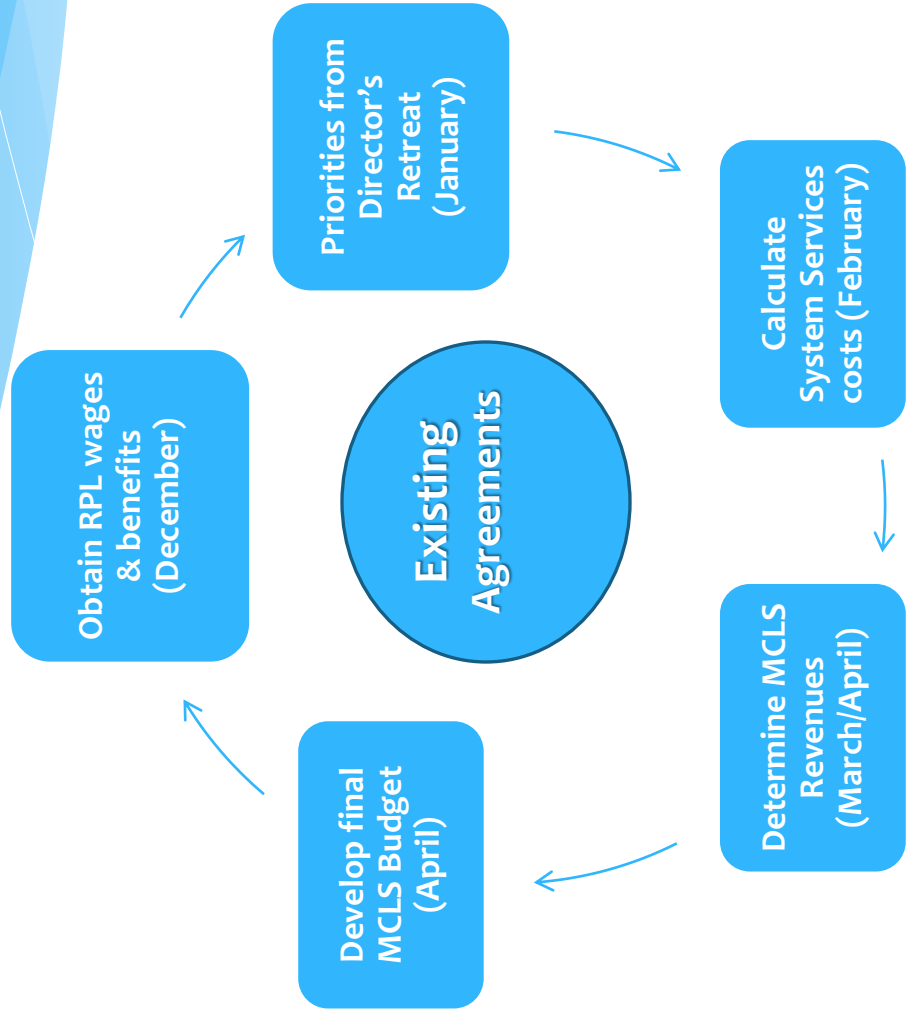 Existing
Agreements
Obtain RPL wages
& benefits
(December)
Priorities from
Director’s
Retreat
(January)
Calculate
System Services
costs (February)
Determine MCLS
Revenues
(March/April)
Develop final
MCLS Budget
(April)